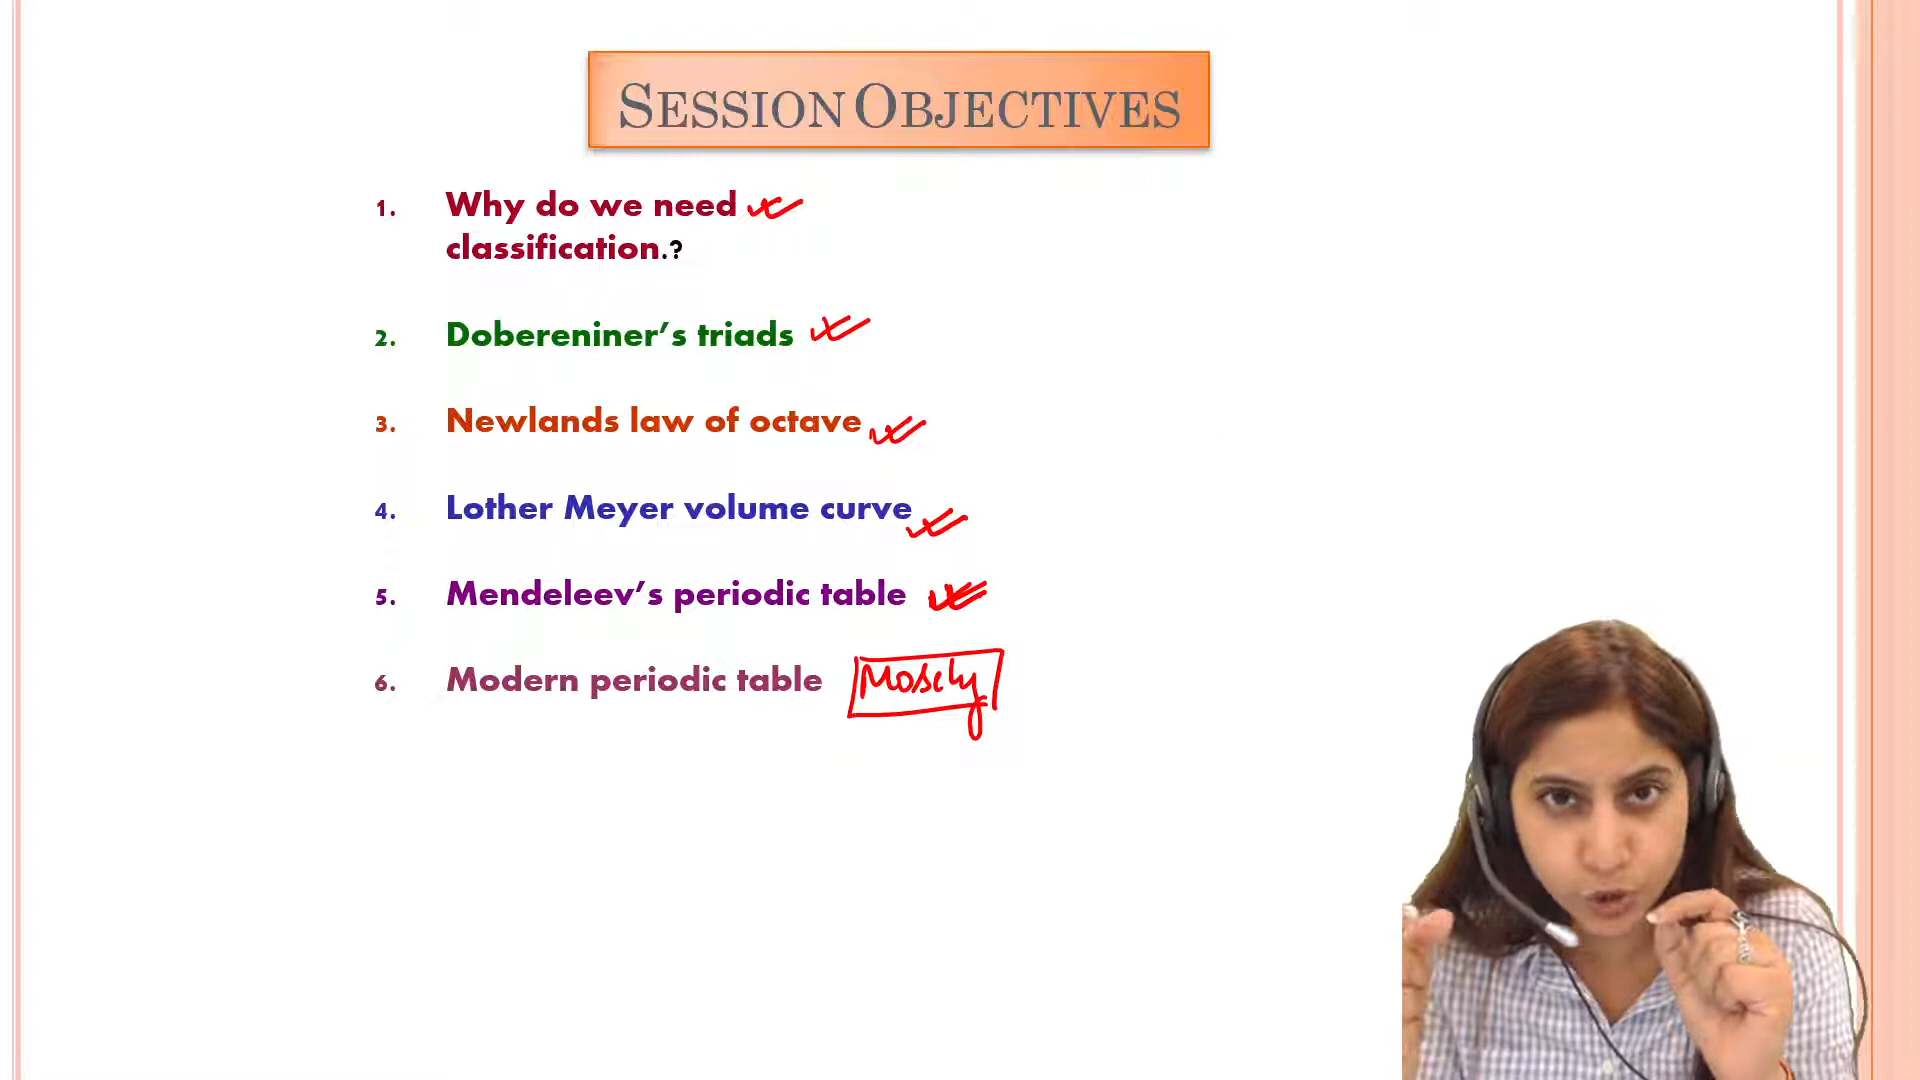 SESSION OBJECTIVES
1. Why do we need
classification.?
2. Dobereniner's triads
3. Newlands law of octave
4. Lother Meyer volume curve
5. Mendeleev's periodic table
6. Modern periodic table Mosely